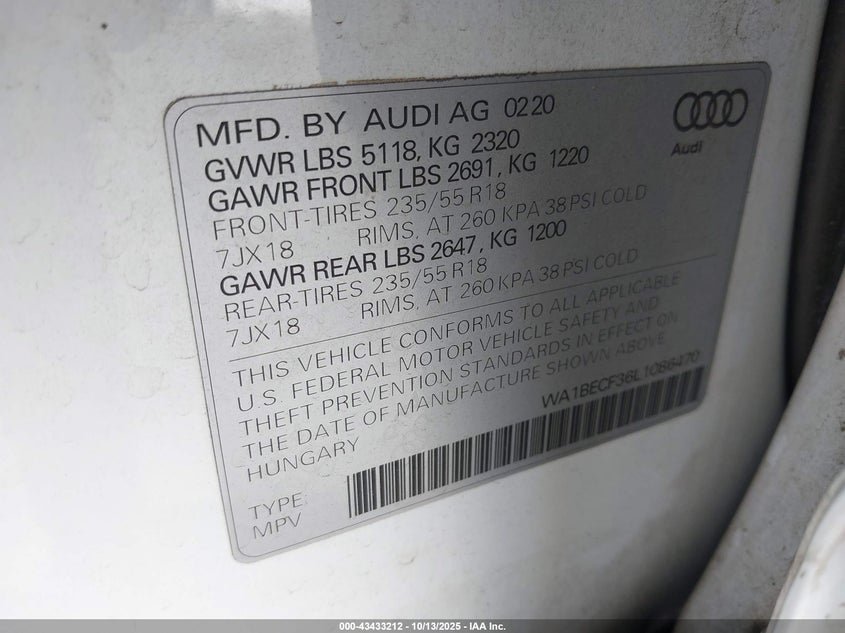 MFD. BY AUDI AG 0220
GVWR LBS 5118, KG 2320
GAWR FRONT LBS 2691, KG 1220
FRONT-TIRES 235/55 R18
7JX18 RIMS, AT 260 KPA 38 PSI COLD
GAWR REAR LBS 2647, KG 1200
REAR-TIRES 235/55 R18
7JX18 RIMS, AT 260 KPA 38 PSI COLD
Audi
THIS VEHICLE CONFORMS TO ALL APPLICABLE
U.S. FEDERAL MOTOR VEHICLE SAFETY AND
THEFT PREVENTION STANDARDS IN EFFECT ON
THE DATE OF MANUFACTURE SHOWN ABOVE.
HUNGARY
WA1BECF36L1086470
TYPE:
MPV
000-43433212 - 10/13/2025 - IAA Inc.